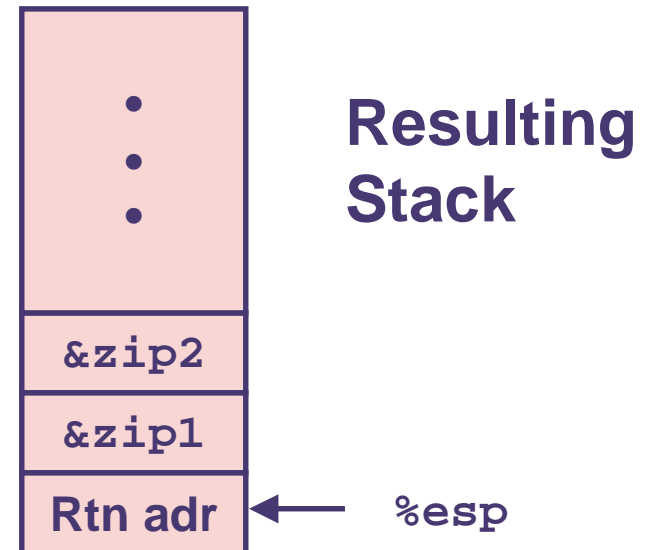 •
•
•
Resulting
Stack
&zip2
&zip1
Rtn adr
%esp